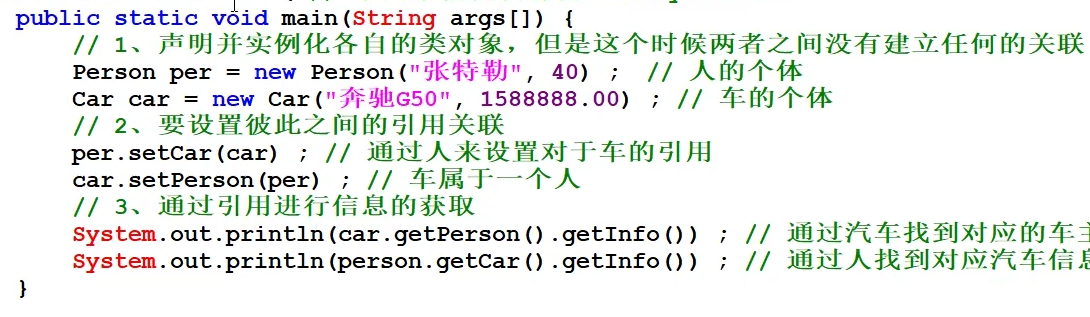 public static void main(String args[]) {
// 1、声明并实例化各自的类对象，但是这个时候两者之间没有建立任何的关联
Person per = new Person("张特勒", 40) ; // 人的个体
Car car = new Car("奔驰G50", 1588888.00) ; // 车的个体
// 2、要设置彼此之间的引用关联
per.setCar(car) ; // 通过人来设置对于车的引用
car.setPerson(per) ; // 车属于一个人
// 3、通过引用进行信息的获取
System.out.println(car.getPerson().getInfo()) ; // 通过汽车找到对应的车主
System.out.println(person.getCar().getInfo()) ; // 通过人找到对应汽车信息
}